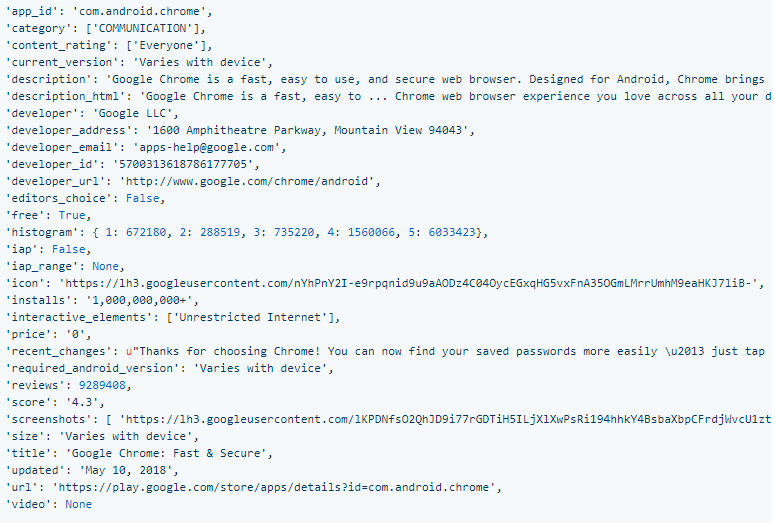 'app_id': 'com.android.chrome',
'category': ['COMMUNICATION'],
'content_rating': ['Everyone'],
'current_version': 'Varies with device',
'description': 'Google Chrome is a fast, easy to use, and secure web browser. Designed for Android, Chrome brings
'description_html': 'Google Chrome is a fast, easy to ... Chrome web browser experience you love across all your d
'developer': 'Google LLC',
'developer_address': '1600 Amphitheatre Parkway, Mountain View 94043',
'developer_email': 'apps-help@google.com',
'developer_id': '5700313618786177705',
'developer_url': 'http://www.google.com/chrome/android',
'editors_choice': False,
'free': True,
'histogram': { 1: 672180, 2: 288519, 3: 735220, 4: 1560066, 5: 6033423},
'iap': False,
'iap_range': None,
'icon': 'https://lh3.googleusercontent.com/nYhPnY2I-e9rpqnid9u9aAODz4C04OycEGxqHG5vxFnA35OGmLMrrUmhM9eaHKJ7liB-',
'installs': '1,000,000,000+',
'interactive_elements': ['Unrestricted Internet'],
'price': '0',
'recent_changes': u"Thanks for choosing Chrome! You can now find your saved passwords more easily \u2013 just tap
'required_android_version': 'Varies with device',
'reviews': 9289408,
'score': '4.3',
'screenshots': [ 'https://lh3.googleusercontent.com/lKPDNfsO2QhJD9i77rGDTiH5ILjXlXwPsRi194hhkY4BsbaXbpCFrdjWvcU1zt
'size': 'Varies with device',
'title': 'Google Chrome: Fast & Secure',
'updated': 'May 10, 2018',
'url': 'https://play.google.com/store/apps/details?id=com.android.chrome',
'video': None